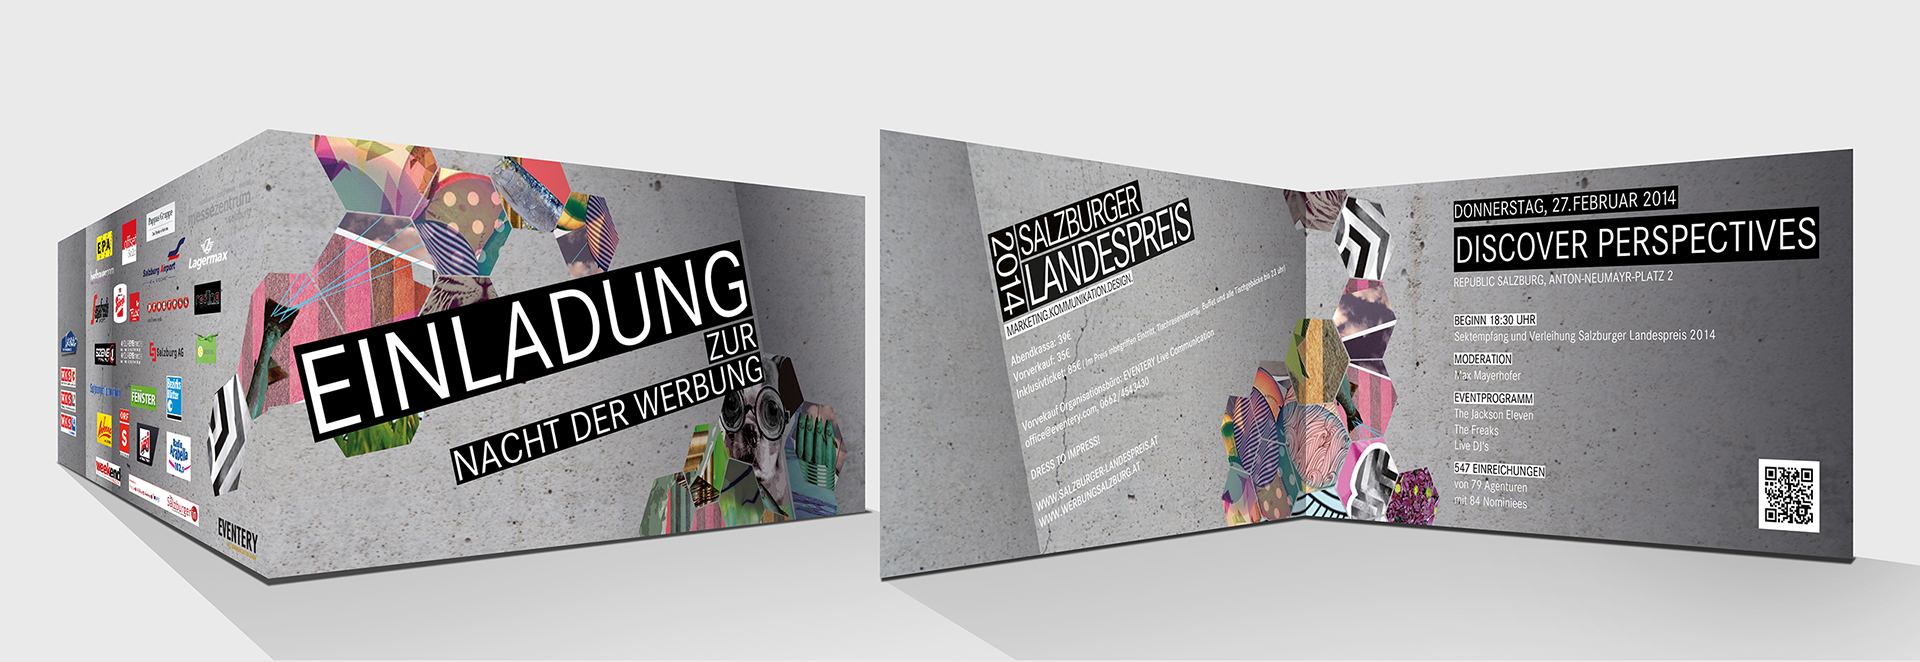 messezentrum
EPA
Salzburg Airport
Lagermax
Salzburg AG
FENSTER
Radio
Arabella
weekend
EVENTERY
EINLADUNG
ZUR
NACHT DER WERBUNG
2014
SALZBURGER
LANDESPREIS
MARKETING.KOMMUNIKATION.DESIGN.
Abendkassa: 39€
Vorverkauf: 35€
Inklusivticket: 85€ ( Im Preis inbegriffen Eintritt, Tischreservierung, Buffet und alle Tischgetränke bis 23 uhr)
Vorvekauf Organisationsbüro: EVENTERY Live Communication
office@eventery.com, 0662 / 4543430
DRESS TO IMPRESS!
WWW.SALZBURGER-LANDESPREIS.AT
WWW.WERBUNGSALZBURG.AT
DONNERSTAG, 27.FEBRUAR 2014
DISCOVER PERSPECTIVES
REPUBLIC SALZBURG, ANTON-NEUMAYR-PLATZ 2
BEGINN 18:30 UHR
Sektempfang und Verleihung Salzburger Landespreis 2014
MODERATION
Max Mayerhofer
EVENTPROGRAMM
The Jackson Eleven
The Freaks
Live DJ's
547 EINREICHUNGEN
von 79 Agenturen
mit 84 Nominiees